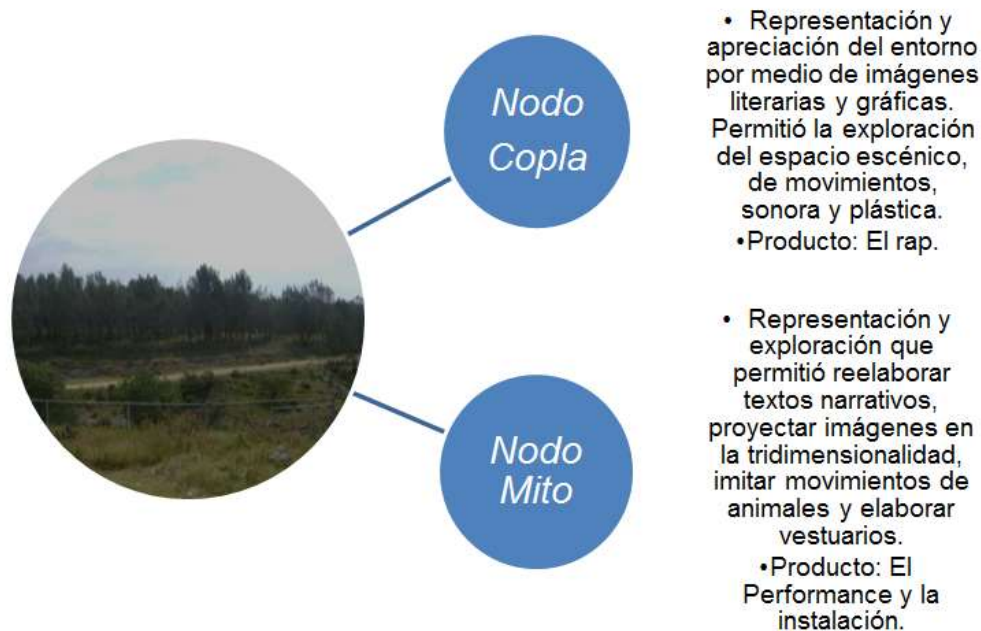 Nodo
Copla
• Representación y
apreciación del entorno
por medio de imágenes
literarias y gráficas.
Permitió la exploración
del espacio escénico,
de movimientos,
sonora y plástica.
•Producto: El rap.
Nodo
Mito
• Representación y
exploración que
permitió reelaborar
textos narrativos,
proyectar imágenes en
la tridimensionalidad,
imitar movimientos de
animales y elaborar
vestuarios.
•Producto: El
Performance y la
instalación.